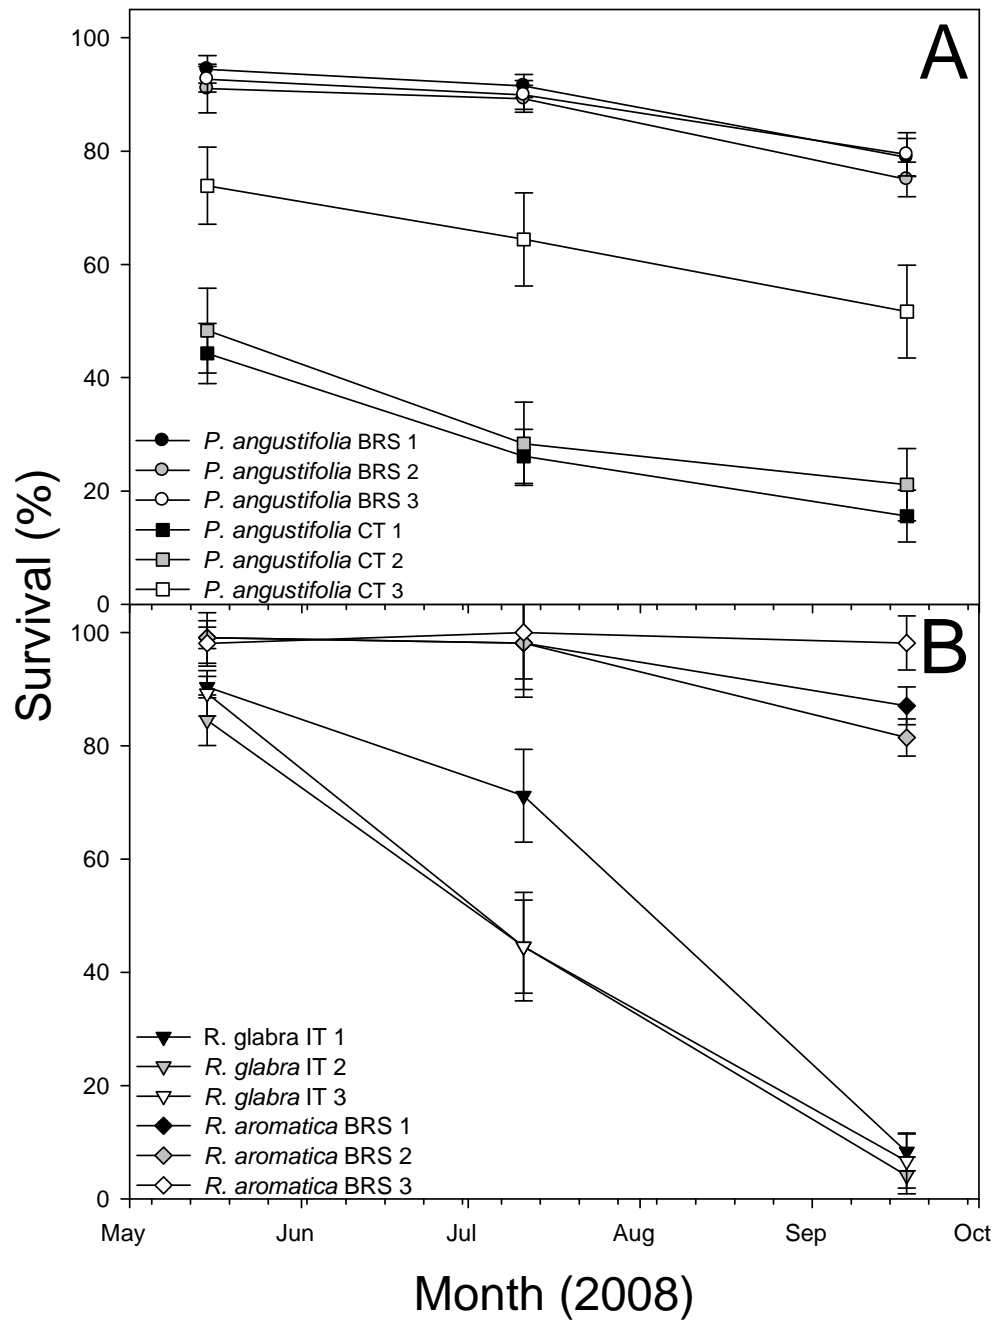 A
100
80
60
40
20
0
P. angustifolia BRS 1
P. angustifolia BRS 2
P. angustifolia BRS 3
P. angustifolia CT 1
P. angustifolia CT 2
P. angustifolia CT 3
Survival (%)
B
100
80
60
40
20
0
R. glabra IT 1
R. glabra IT 2
R. glabra IT 3
R. aromatica BRS 1
R. aromatica BRS 2
R. aromatica BRS 3
May Jun Jul Aug Sep Oct
Month (2008)